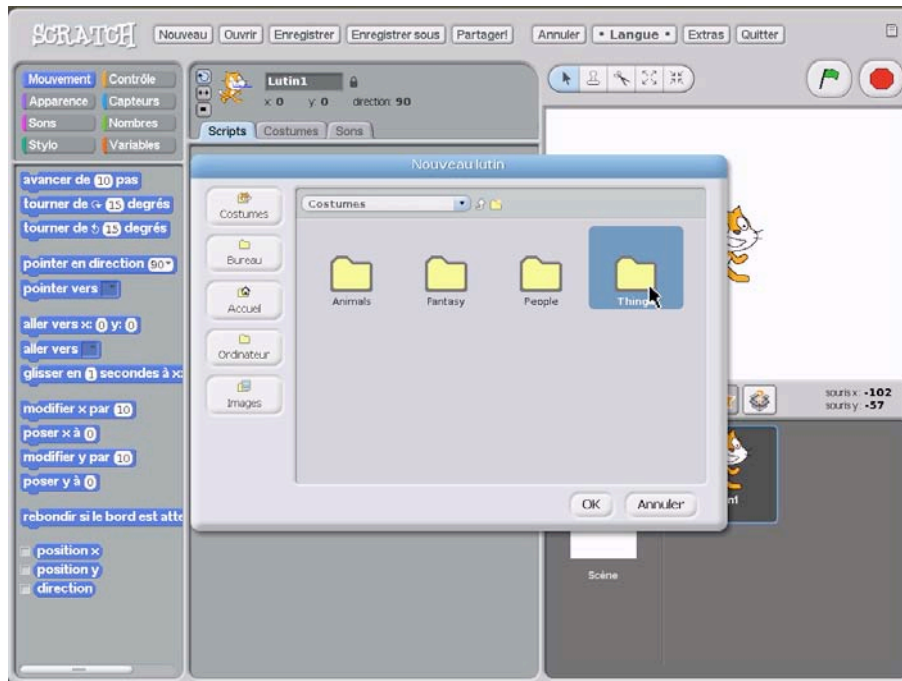 SCRATCH
Nouveau Ouvrir Enregistrer Enregistrer sous Partager! Annuler • Langue • Extras Quitter
Mouvement Contrôle
Apparence Capteurs
Sons Nombres
Stylo Variables
Lutin1
x: 0 y: 0 direction: 90
Scripts Costumes Sons
avancer de 10 pas
tourner de 15 degrés
tourner de 15 degrés
pointer en direction 90
pointer vers
aller vers x: 0 y: 0
aller vers
glisser en 1 secondes à x:
modifier x par 10
poser x à 0
modifier y par 10
poser y à 0
rebondir si le bord est atte
position x
position y
direction
Nouveau lutin
Costumes
Bureau
Accueil
Ordinateur
Images
Costumes
Animals Fantasy People Thing
OK Annuler
souris x: -102
souris y: -57
Scène